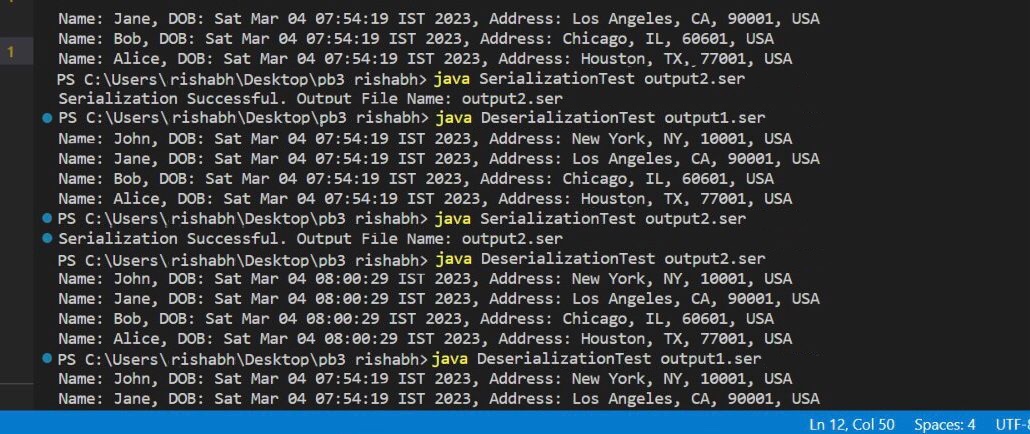 Name: Jane, DOB: Sat Mar 04 07:54:19 IST 2023, Address: Los Angeles, CA, 90001, USA
Name: Bob, DOB: Sat Mar 04 07:54:19 IST 2023, Address: Chicago, IL, 60601, USA
1
Name: Alice, DOB: Sat Mar 04 07:54:19 IST 2023, Address: Houston, TX, 77001, USA
PS C:\Users\rishabh\Desktop\pb3 rishabh> java SerializationTest output2.ser
Serialization Successful. Output File Name: output2.ser
PS C:\Users\rishabh\Desktop\pb3 rishabh> java DeserializationTest output1.ser
Name: John, DOB: Sat Mar 04 07:54:19 IST 2023, Address: New York, NY, 10001, USA
Name: Jane, DOB: Sat Mar 04 07:54:19 IST 2023, Address: Los Angeles, CA, 90001, USA
Name: Bob, DOB: Sat Mar 04 07:54:19 IST 2023, Address: Chicago, IL, 60601, USA
Name: Alice, DOB: Sat Mar 04 07:54:19 IST 2023, Address: Houston, TX, 77001, USA
PS C:\Users\rishabh\Desktop\pb3 rishabh> java SerializationTest output2.ser
Serialization Successful. Output File Name: output2.ser
PS C:\Users\rishabh\Desktop\pb3 rishabh> java DeserializationTest output2.ser
Name: John, DOB: Sat Mar 04 08:00:29 IST 2023, Address: New York, NY, 10001, USA
Name: Jane, DOB: Sat Mar 04 08:00:29 IST 2023, Address: Los Angeles, CA, 90001, USA
Name: Bob, DOB: Sat Mar 04 08:00:29 IST 2023, Address: Chicago, IL, 60601, USA
Name: Alice, DOB: Sat Mar 04 08:00:29 IST 2023, Address: Houston, TX, 77001, USA
PS C:\Users\rishabh\Desktop\pb3 rishabh> java DeserializationTest output1.ser
Name: John, DOB: Sat Mar 04 07:54:19 IST 2023, Address: New York, NY, 10001, USA
Name: Jane, DOB: Sat Mar 04 07:54:19 IST 2023, Address: Los Angeles, CA, 90001, USA
Ln 12, Col 50 Spaces: 4 UTF-8